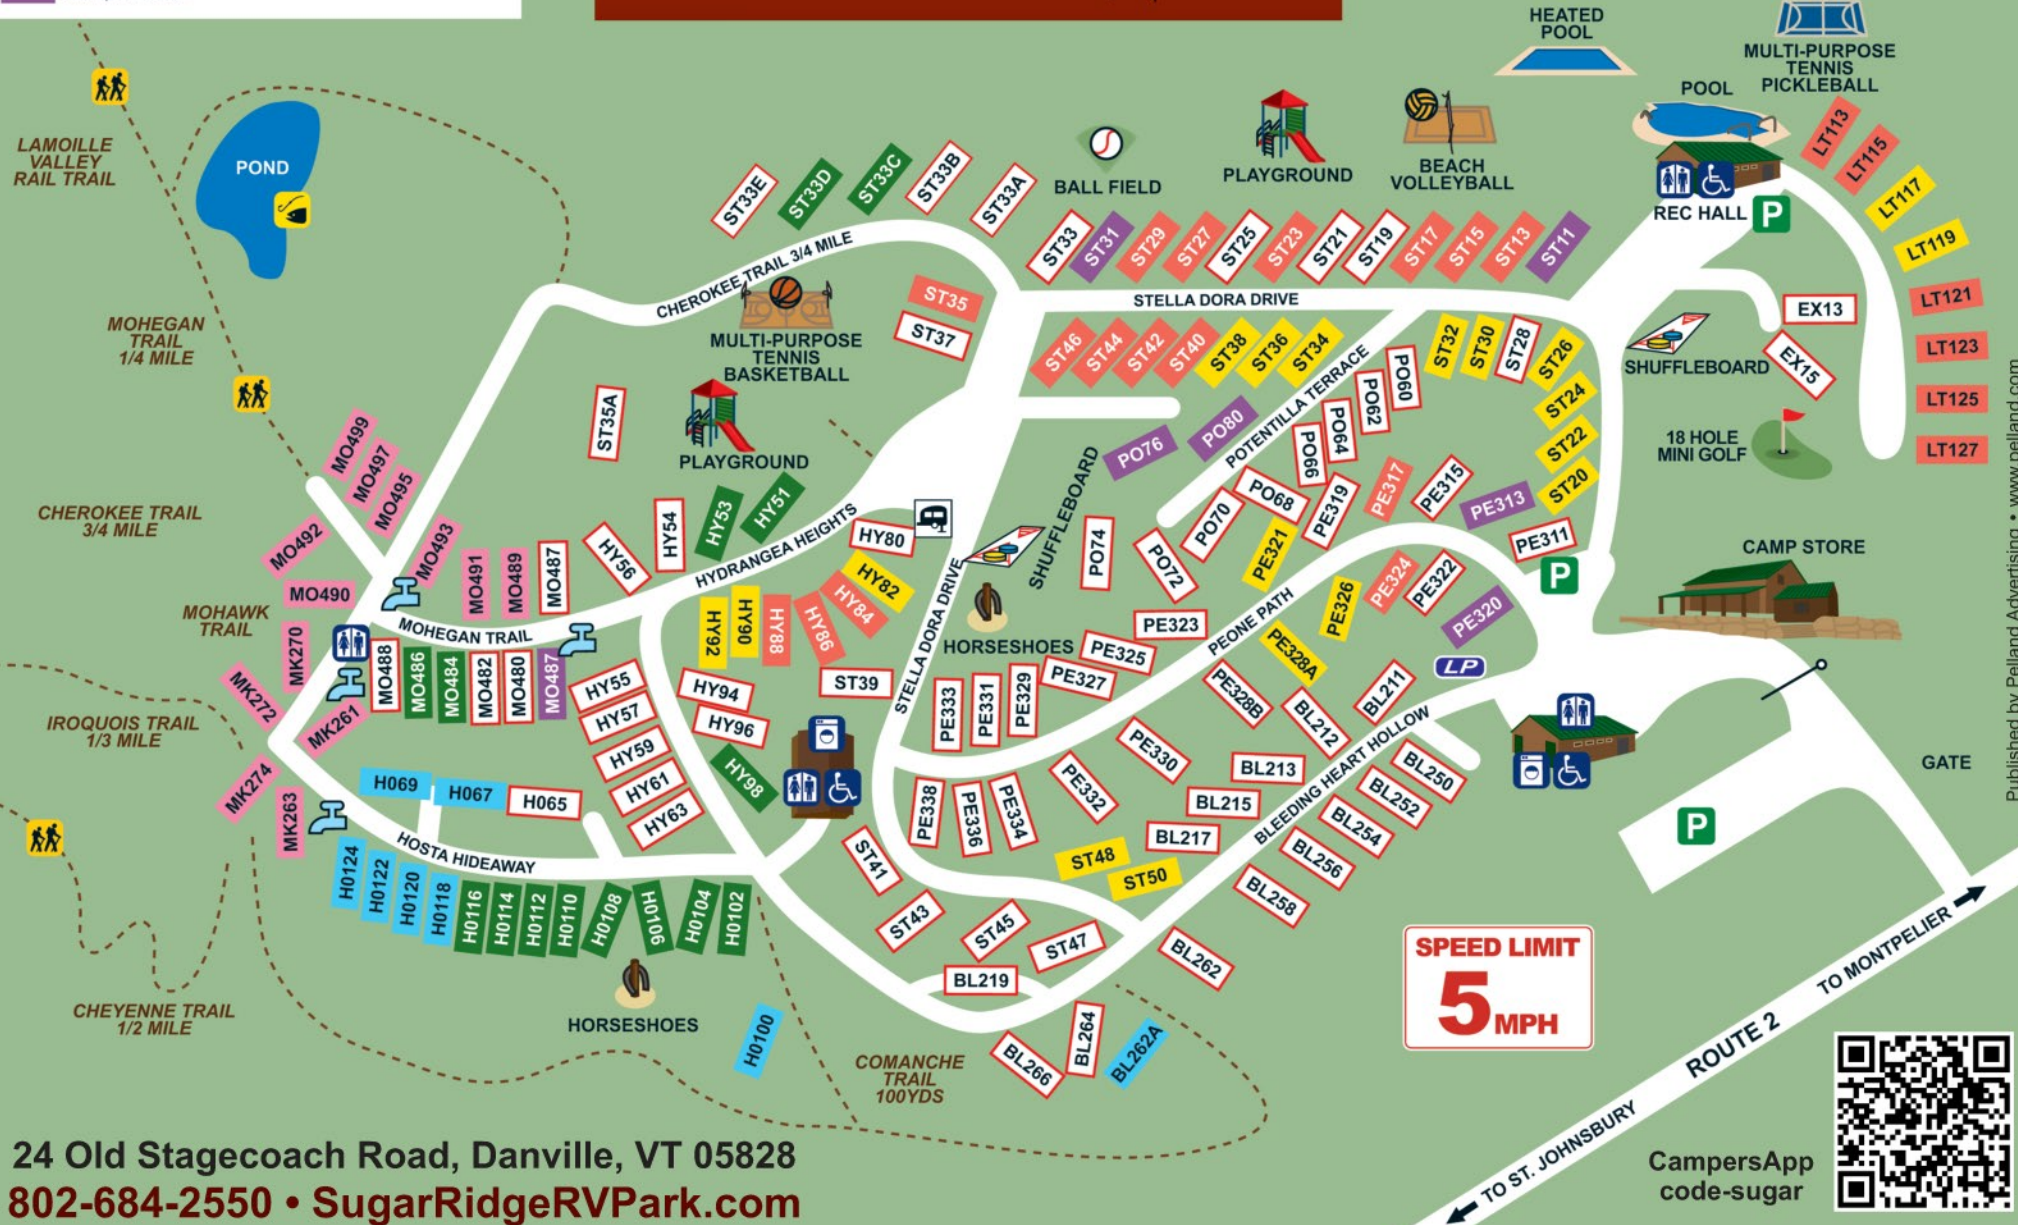 HEATED
POOL
MULTI-PURPOSE
TENNIS
PICKLEBALL
POOL
LAMOILLE
VALLEY
RAIL TRAIL
POND
BALL FIELD
PLAYGROUND
BEACH
VOLLEYBALL
REC HALL
P
LT113
LT115
LT117
LT119
LT121
LT123
LT125
LT127
ST33E
ST33D
ST33C
ST33B
ST33A
ST33
ST31
ST29
ST27
ST25
ST23
ST21
ST19
ST17
ST15
ST13
ST11
CHEROKEE TRAIL 3/4 MILE
STELLA DORA DRIVE
EX13
EX15
SHUFFLEBOARD
18 HOLE
MINI GOLF
MOHEGAN
TRAIL
1/4 MILE
MULTI-PURPOSE
TENNIS
BASKETBALL
ST35
ST37
ST46
ST44
ST42
ST40
ST38
ST36
ST34
ST32
ST30
ST28
ST26
ST24
ST22
ST20
POTENTILLA TERRACE
PO60
PO62
PO64
PO66
PO68
PO70
PO72
PO74
PO76
PO80
ST35A
PLAYGROUND
SHUFFLEBOARD
MO499
MO497
MO495
MO493
MO492
MO491
MO489
MO487
MO490
CHEROKEE TRAIL
3/4 MILE
MOHAWK
TRAIL
HY56
HY54
HY53
HY51
HYDRANGEA HEIGHTS
HY80
HY82
HY84
HY86
HY88
HY90
HY92
PE321
PE319
PE317
PE315
PE313
PE311
P
CAMP STORE
PE326
PE324
PE322
PE320
LP
HORSESHOES
STELLA DORA DRIVE
PE323
PE325
PE327
PEONE PATH
PE328A
PE328B
MOHEGAN TRAIL
MK270
MK272
MK261
MK274
MK263
MO488
MO486
MO484
MO482
MO480
MO487
IROQUOIS TRAIL
1/3 MILE
HY55
HY57
HY59
HY61
HY63
HY94
HY96
HY98
ST39
PE333
PE331
PE329
PE330
PE332
PE334
PE336
PE338
BL211
BL212
BL213
BL215
BL217
BLEEDING HEART HOLLOW
BL250
BL252
BL254
BL256
BL258
BL262
GATE
P
H069
H067
H065
HOSTA HIDEAWAY
H0124
H0122
H0120
H0118
H0116
H0114
H0112
H0110
H0108
H0106
H0104
H0102
H0100
ST41
ST43
ST45
ST47
ST48
ST50
BL219
BL264
BL266
BL262A
HORSESHOES
CHEYENNE TRAIL
1/2 MILE
COMANCHE
TRAIL
100YDS
SPEED LIMIT
5 MPH
TO MONTPELIER
ROUTE 2
TO ST. JOHNSBURY
Published by Pelland Advertising • www.pelland.com
24 Old Stagecoach Road, Danville, VT 05828
802-684-2550 • SugarRidgeRVPark.com
CampersApp
code-sugar